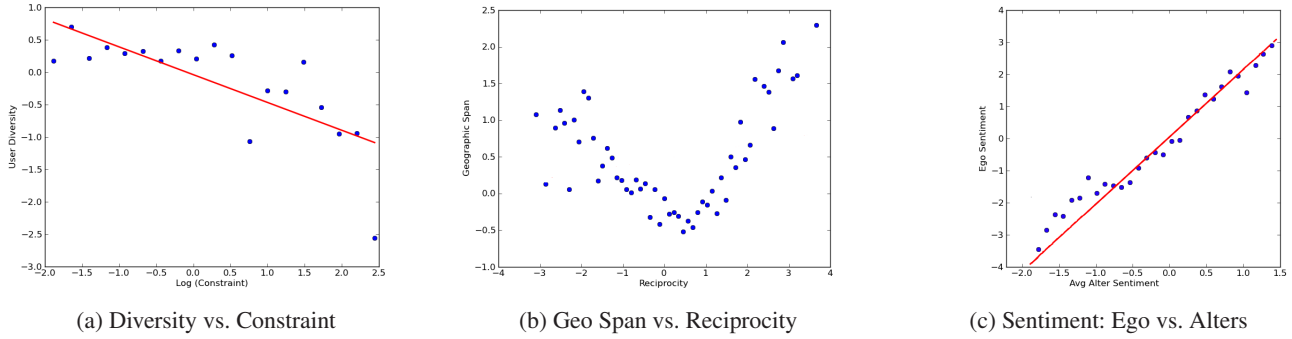 1.0
0.5
0.0
−0.5
−1.0
−1.5
−2.0
−2.5
−3.0
User Diversity
−2.0 −1.5 −1.0 −0.5 0.0 0.5 1.0 1.5 2.0 2.5
Log (Constraint)
(a) Diversity vs. Constraint
2.5
2.0
1.5
1.0
0.5
0.0
−0.5
−1.0
Geographic Span
−4 −3 −2 −1 0 1 2 3 4
Reciprocity
(b) Geo Span vs. Reciprocity
4
3
2
1
0
−1
−2
−3
−4
Ego Sentiment
−2.0 −1.5 −1.0 −0.5 0.0 0.5 1.0 1.5
Avg Alter Sentiment
(c) Sentiment: Ego vs. Alters